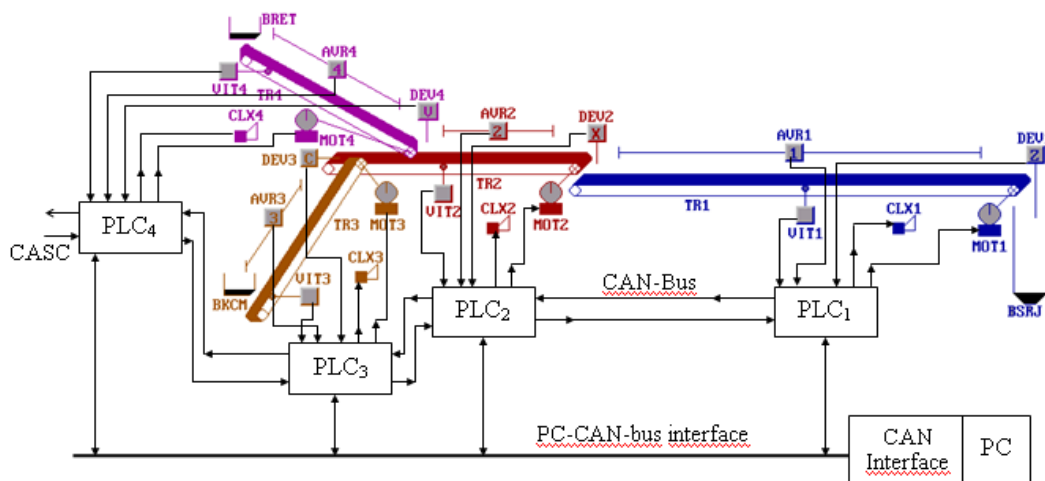 BRET
AVR4
4
VIT4
TR4
DEV4
V
CLX4
MOT4
AVR2
2
DEV2
X
AVR1
1
DEV
Z
DEV3
C
TR2
TR1
AVR3
3
TR3
MOT3
VIT2
CLX2
MOT2
VIT1
CLX1
MOT1
PLC4
CASC
BKCM
VIT3
CLX3
CAN-Bus
PLC2
PLC1
BSRJ
PLC3
PC-CAN-bus interface
CAN
Interface
PC